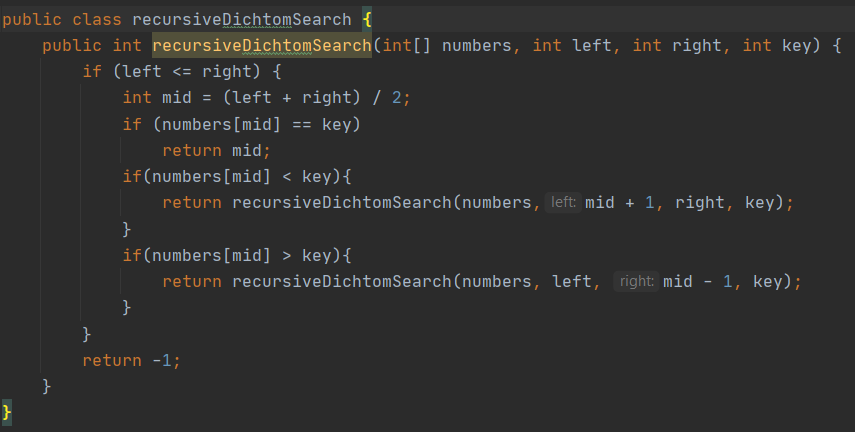 public class recursiveDichtomSearch {
    public int recursiveDichtomSearch(int[] numbers, int left, int right, int key) {
        if (left <= right) {
            int mid = (left + right) / 2;
            if (numbers[mid] == key)
                return mid;
            if(numbers[mid] < key){
                return recursiveDichtomSearch(numbers, left: mid + 1, right, key);
            }
            if(numbers[mid] > key){
                return recursiveDichtomSearch(numbers, left, right: mid - 1, key);
            }
        }
        return -1;
    }
}